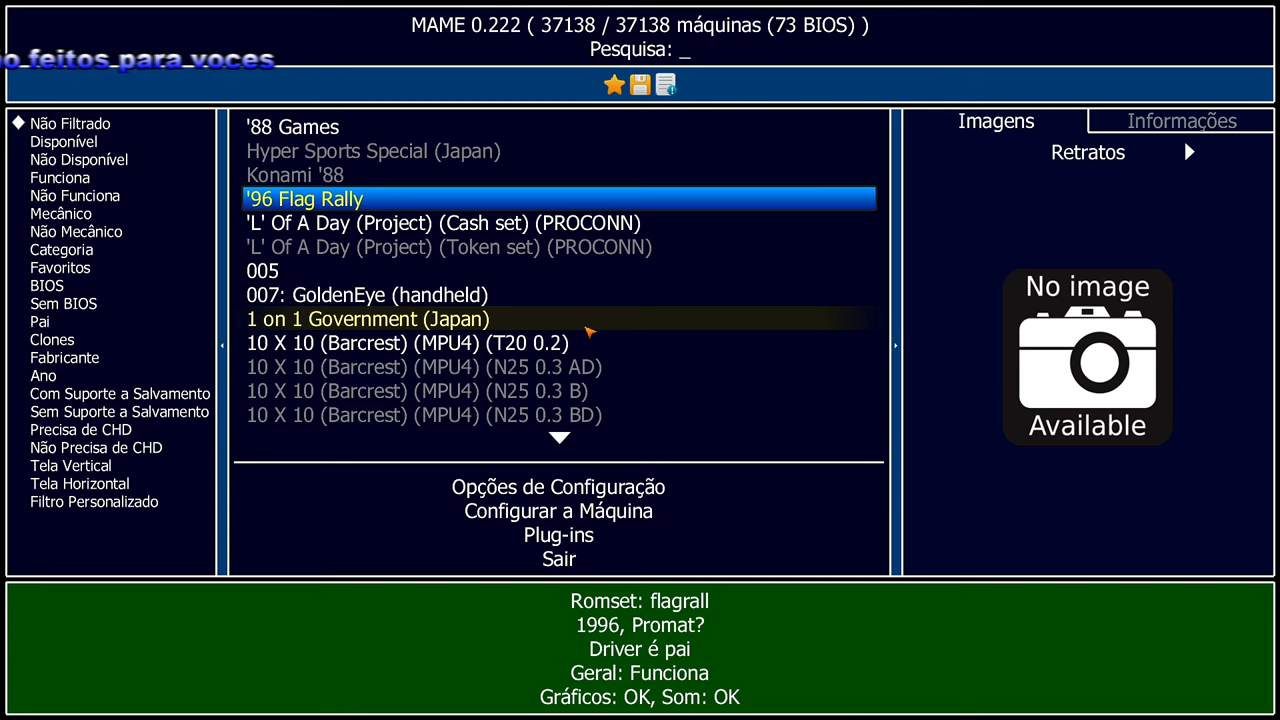 MAME 0.222 ( 37138 / 37138 máquinas (73 BIOS) )
Pesquisa: _
feitos para voces
Não Filtrado
Disponível
Não Disponível
Funciona
Não Funciona
Mecânico
Não Mecânico
Categoria
Favoritos
BIOS
Sem BIOS
Pai
Clones
Fabricante
Ano
Com Suporte a Salvamento
Sem Suporte a Salvamento
Precisa de CHD
Não Precisa de CHD
Tela Vertical
Tela Horizontal
Filtro Personalizado
'88 Games
Hyper Sports Special (Japan)
Konami '88
'96 Flag Rally
'L' Of A Day (Project) (Cash set) (PROCONN)
'L' Of A Day (Project) (Token set) (PROCONN)
005
007: GoldenEye (handheld)
1 on 1 Government (Japan)
10 X 10 (Barcrest) (MPU4) (T20 0.2)
10 X 10 (Barcrest) (MPU4) (N25 0.3 AD)
10 X 10 (Barcrest) (MPU4) (N25 0.3 B)
10 X 10 (Barcrest) (MPU4) (N25 0.3 BD)
Opções de Configuração
Configurar a Máquina
Plug-ins
Sair
Imagens
Informações
Retratos
No image
Available
Romset: flagrall
1996, Promat?
Driver é pai
Geral: Funciona
Gráficos: OK, Som: OK